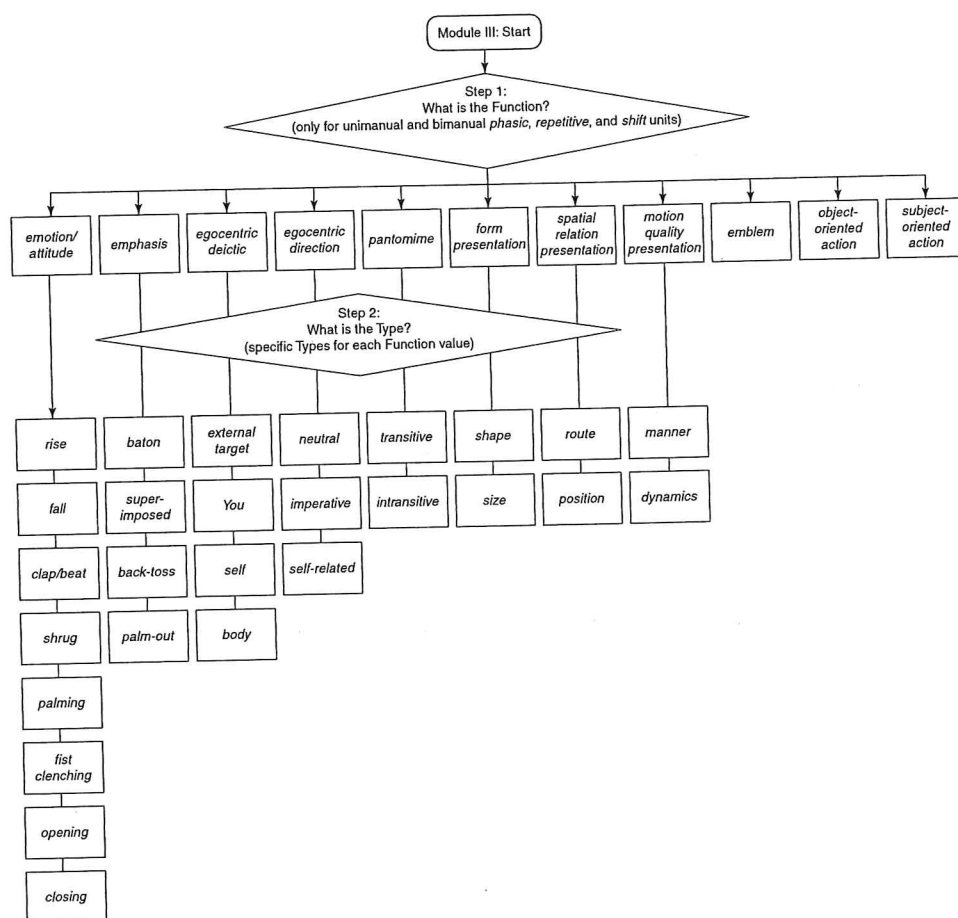 Module III: Start
Step 1:
What is the Function?
(only for unimanual and bimanual phasic, repetitive, and shift units)
emotion/
attitude
emphasis
egocentric
deictic
egocentric
direction
pantomime
form
presentation
spatial
relation
presentation
motion
quality
presentation
emblem
object-
oriented
action
subject-
oriented
action
Step 2:
What is the Type?
(specific Types for each Function value)
rise
baton
external
target
neutral
transitive
shape
route
manner
fall
super-
imposed
You
imperative
intransitive
size
position
dynamics
clap/beat
back-toss
self
self-related
shrug
palm-out
body
palming
fist
clenching
opening
closing